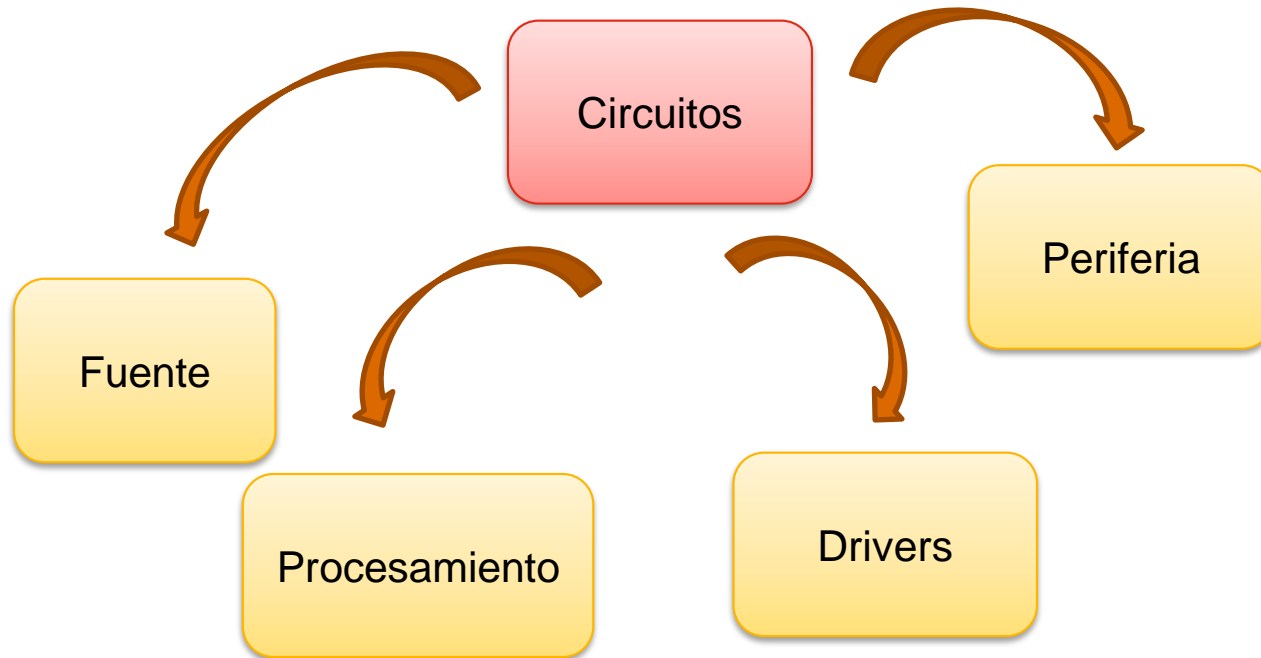 Circuitos
Periferia
Fuente
Procesamiento
Drivers